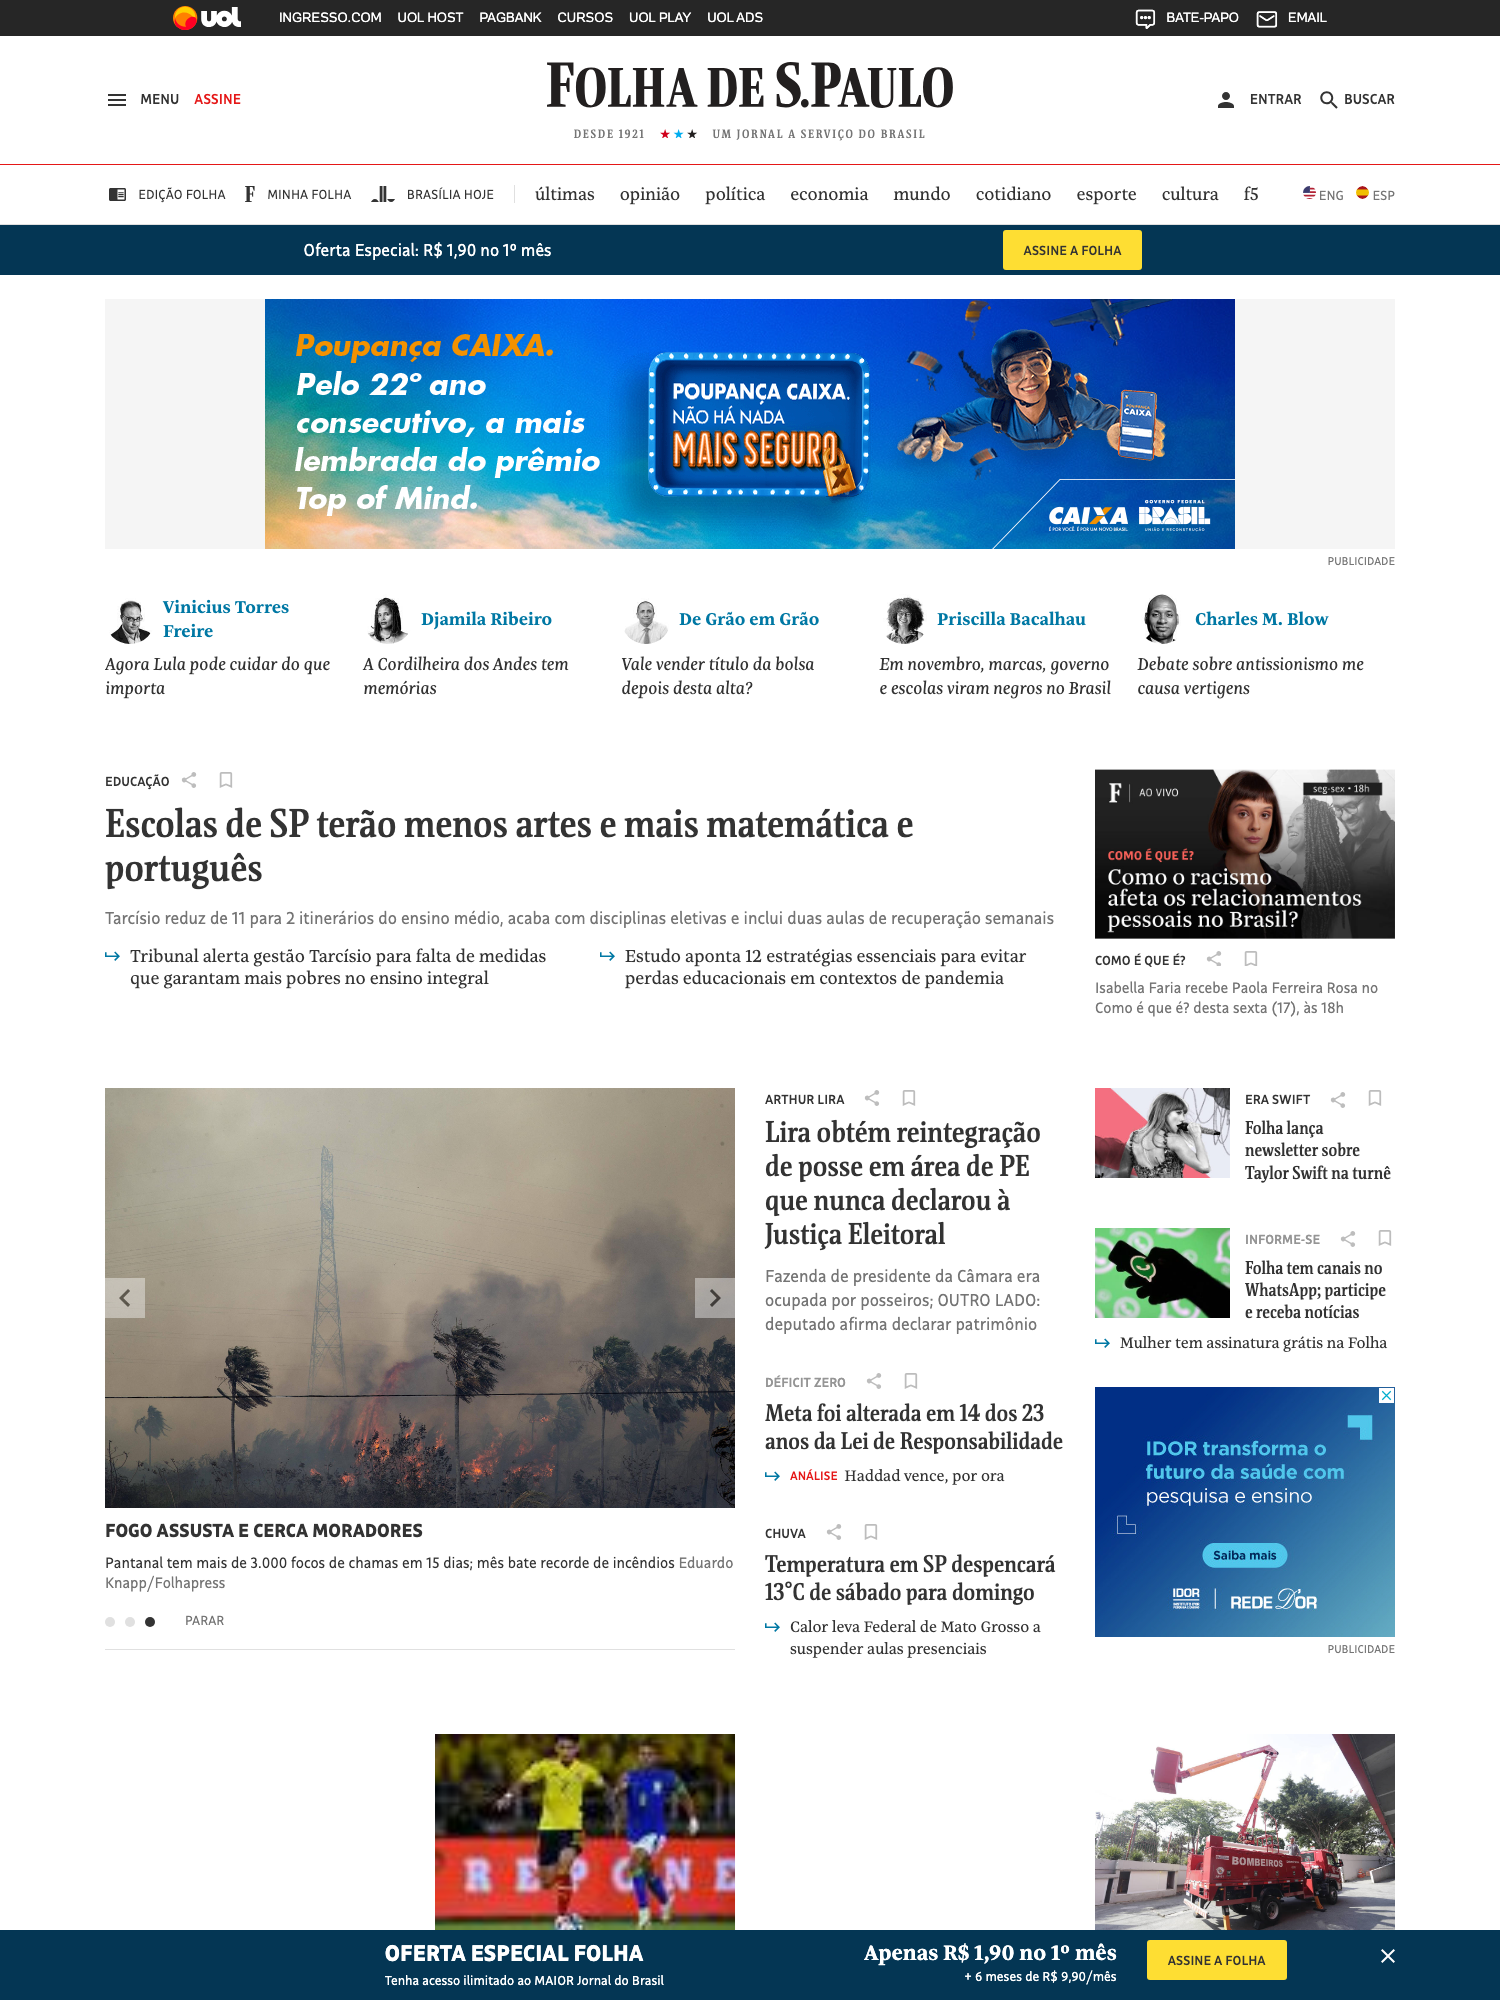 uol INGRESSO.COM UOL HOST PAGBANK CURSOS UOL PLAY UOL ADS BATE-PAPO EMAIL
MENU ASSINE
FOLHA DE S.PAULO
ENTRAR BUSCAR
DESDE 1921 UM JORNAL A SERVIÇO DO BRASIL
EDIÇÃO FOLHA F MINHA FOLHA BRASÍLIA HOJE últimas opinião política economia mundo cotidiano esporte cultura f5 ENG ESP
Oferta Especial: R$ 1,90 no 1º mês ASSINE A FOLHA
Poupança CAIXA.
Pelo 22º ano
consecutivo, a mais
lembrada do prêmio
Top of Mind.
POUPANÇA CAIXA.
NÃO HÁ NADA
MAIS SEGURO
X
POUPANÇA
CAIXA
GOVERNO FEDERAL
CAIXA BRASIL
É POR VOCÊ. É POR UM NOVO BRASIL. UNIÃO E RECONSTRUÇÃO
PUBLICIDADE
Vinicius Torres
Freire
Agora Lula pode cuidar do que
importa
Djamila Ribeiro
A Cordilheira dos Andes tem
memórias
De Grão em Grão
Vale vender título da bolsa
depois desta alta?
Priscilla Bacalhau
Em novembro, marcas, governo
e escolas viram negros no Brasil
Charles M. Blow
Debate sobre antissionismo me
causa vertigens
EDUCAÇÃO
Escolas de SP terão menos artes e mais matemática e
português
Tarcísio reduz de 11 para 2 itinerários do ensino médio, acaba com disciplinas eletivas e inclui duas aulas de recuperação semanais
Tribunal alerta gestão Tarcísio para falta de medidas
que garantam mais pobres no ensino integral
Estudo aponta 12 estratégias essenciais para evitar
perdas educacionais em contextos de pandemia
F AO VIVO seg-sex • 18h
COMO É QUE É?
Como o racismo
afeta os relacionamentos
pessoais no Brasil?
COMO É QUE É?
Isabella Faria recebe Paola Ferreira Rosa no
Como é que é? desta sexta (17), às 18h
FOGO ASSUSTA E CERCA MORADORES
Pantanal tem mais de 3.000 focos de chamas em 15 dias; mês bate recorde de incêndios Eduardo
Knapp/Folhapress
PARAR
ARTHUR LIRA
Lira obtém reintegração
de posse em área de PE
que nunca declarou à
Justiça Eleitoral
Fazenda de presidente da Câmara era
ocupada por posseiros; OUTRO LADO:
deputado afirma declarar patrimônio
DÉFICIT ZERO
Meta foi alterada em 14 dos 23
anos da Lei de Responsabilidade
ANÁLISE Haddad vence, por ora
CHUVA
Temperatura em SP despencará
13°C de sábado para domingo
Calor leva Federal de Mato Grosso a
suspender aulas presenciais
ERA SWIFT
Folha lança
newsletter sobre
Taylor Swift na turnê
INFORME-SE
Folha tem canais no
WhatsApp; participe
e receba notícias
Mulher tem assinatura grátis na Folha
IDOR transforma o
futuro da saúde com
pesquisa e ensino
Saiba mais
IDOR REDE D'OR
PUBLICIDADE
REPONE
BOMBEIROS
OFERTA ESPECIAL FOLHA
Tenha acesso ilimitado ao MAIOR Jornal do Brasil
Apenas R$ 1,90 no 1º mês
+ 6 meses de R$ 9,90/mês
ASSINE A FOLHA